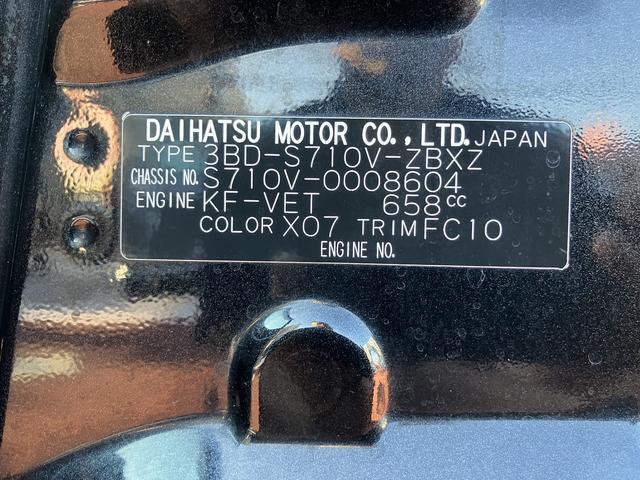 DAIHATSU MOTOR CO.,LTD. JAPAN
TYPE 3BD-S710V-ZBXZ
CHASSIS NO. S710V-0008604
ENGINE KF-VET 658CC
COLOR X07 TRIM FC10
ENGINE NO.